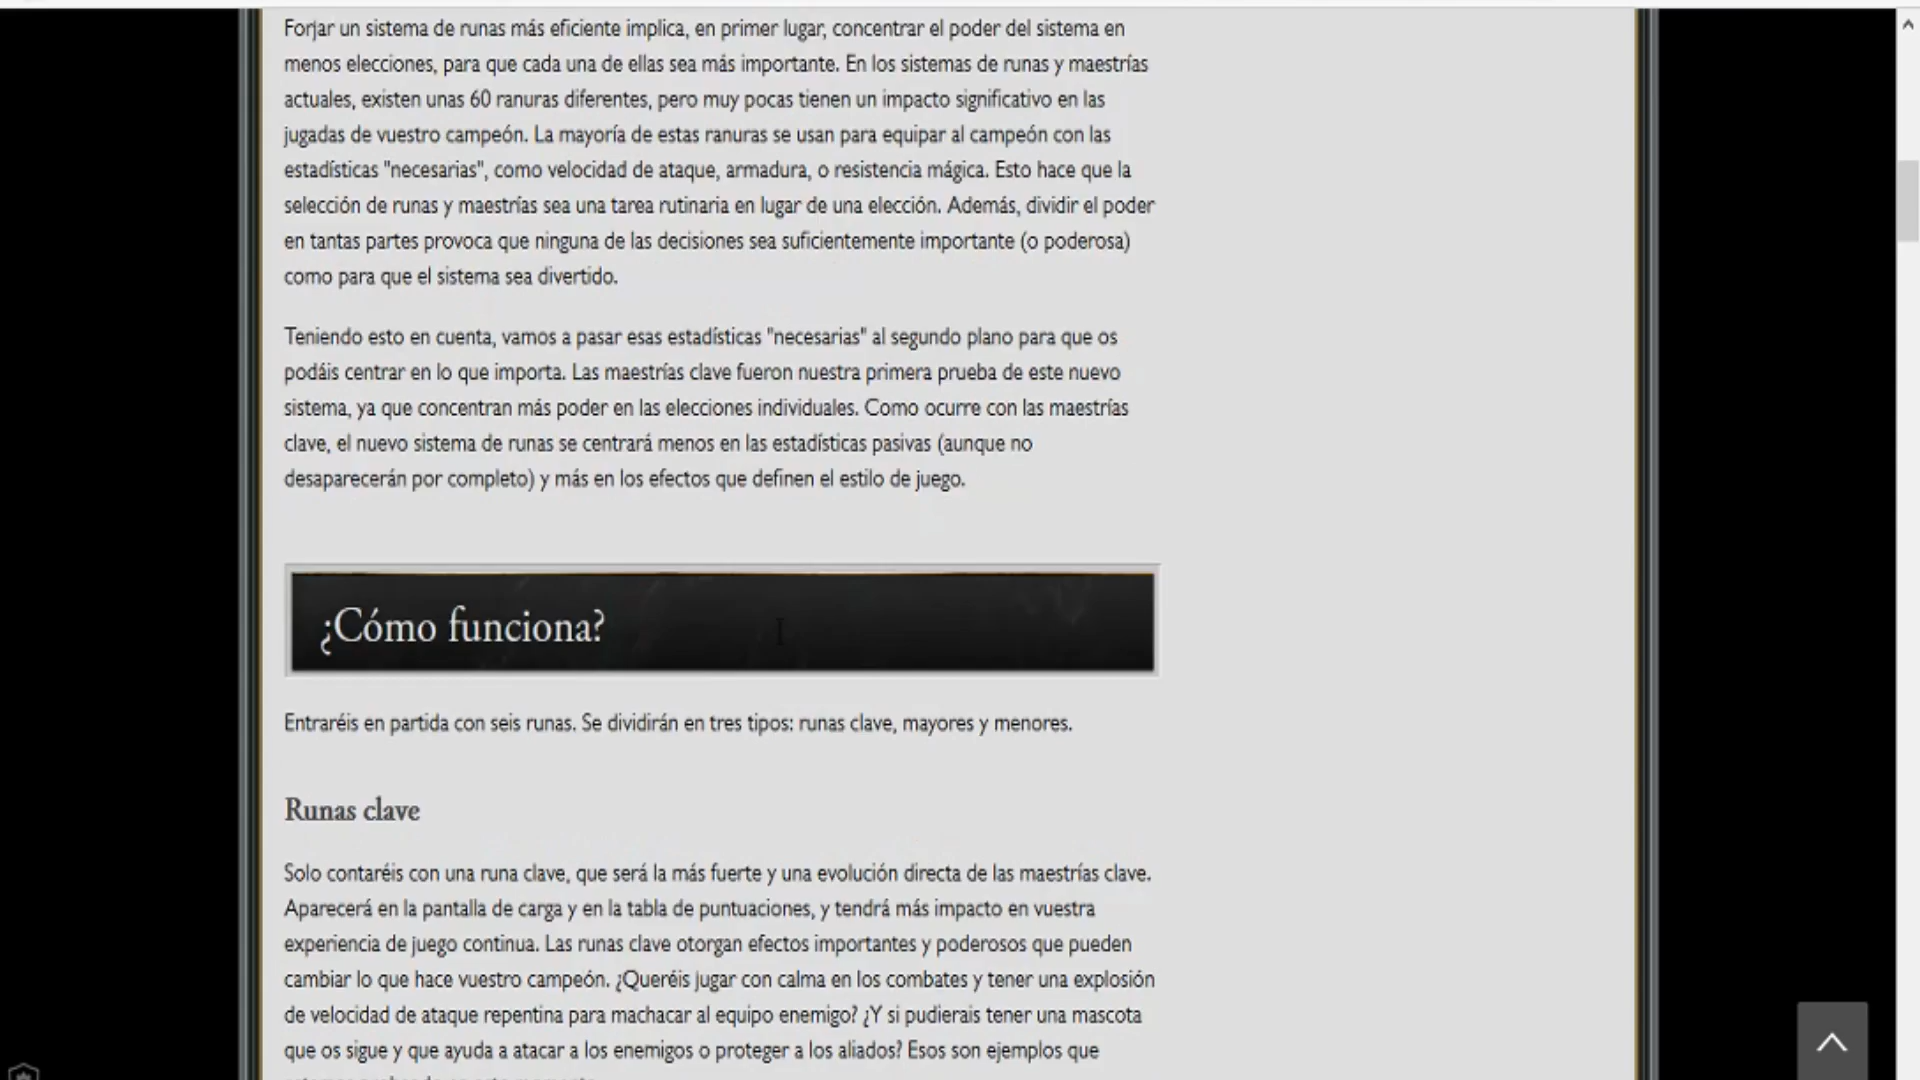 Forjar un sistema de runas más eficiente implica, en primer lugar, concentrar el poder del sistema en
menos elecciones, para que cada una de ellas sea más importante. En los sistemas de runas y maestrías
actuales, existen unas 60 ranuras diferentes, pero muy pocas tienen un impacto significativo en las
jugadas de vuestro campeón. La mayoría de estas ranuras se usan para equipar al campeón con las
estadísticas "necesarias", como velocidad de ataque, armadura, o resistencia mágica. Esto hace que la
selección de runas y maestrías sea una tarea rutinaria en lugar de una elección. Además, dividir el poder
en tantas partes provoca que ninguna de las decisiones sea suficientemente importante (o poderosa)
como para que el sistema sea divertido.
Teniendo esto en cuenta, vamos a pasar esas estadísticas "necesarias" al segundo plano para que os
podáis centrar en lo que importa. Las maestrías clave fueron nuestra primera prueba de este nuevo
sistema, ya que concentran más poder en las elecciones individuales. Como ocurre con las maestrías
clave, el nuevo sistema de runas se centrará menos en las estadísticas pasivas (aunque no
desaparecerán por completo) y más en los efectos que definen el estilo de juego.
¿Cómo funciona?
Entraréis en partida con seis runas. Se dividirán en tres tipos: runas clave, mayores y menores.
Runas clave
Solo contaréis con una runa clave, que será la más fuerte y una evolución directa de las maestrías clave.
Aparecerá en la pantalla de carga y en la tabla de puntuaciones, y tendrá más impacto en vuestra
experiencia de juego continua. Las runas clave otorgan efectos importantes y poderosos que pueden
cambiar lo que hace vuestro campeón. ¿Queréis jugar con calma en los combates y tener una explosión
de velocidad de ataque repentina para machacar al equipo enemigo? ¿Y si pudierais tener una mascota
que os sigue y que ayuda a atacar a los enemigos o proteger a los aliados? Esos son ejemplos que